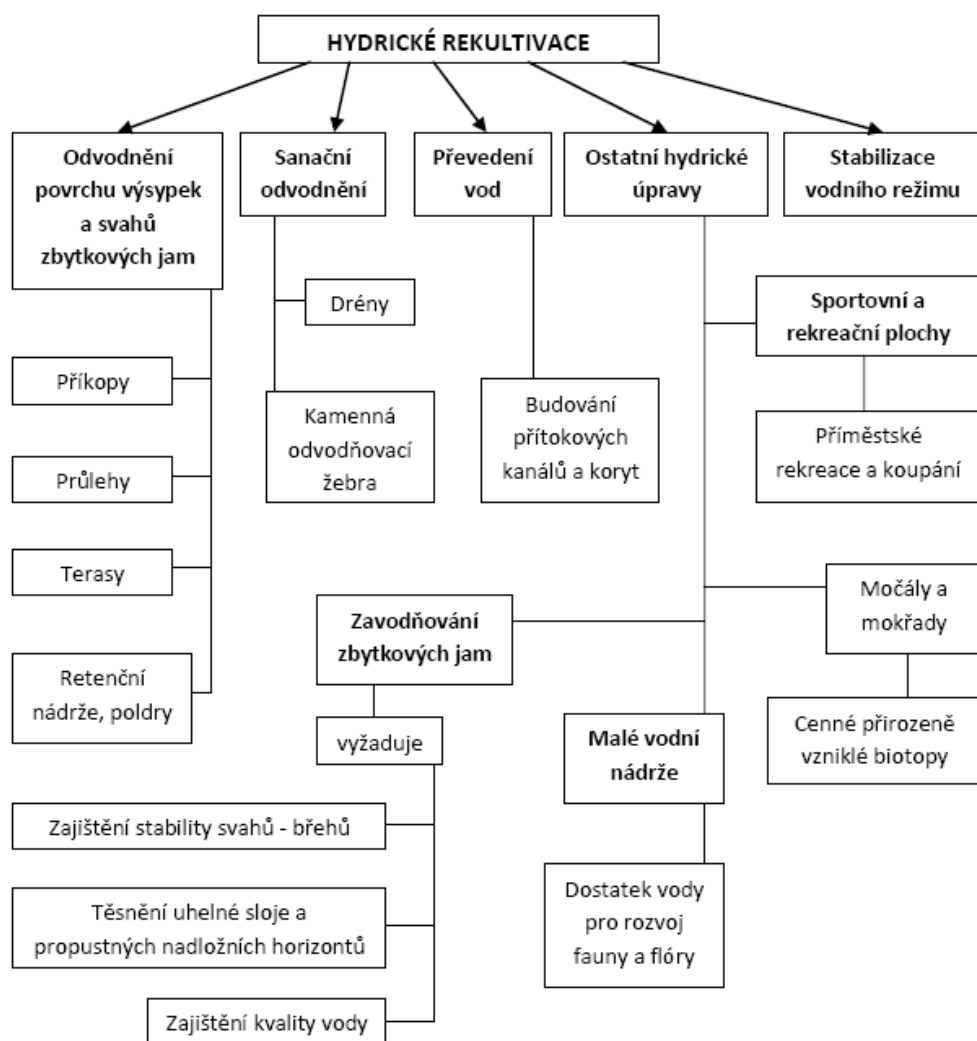 HYDRICKÉ REKULTIVACE
Odvodnění
povrchu výsypek
a svahů
zbytkových jam
Sanační
odvodnění
Převedení
vod
Ostatní hydrické
úpravy
Stabilizace
vodního režimu
Drény
Sportovní a
rekreační plochy
Příkopy
Kamenná
odvodňovací
žebra
Budování
přítokových
kanálů a koryt
Příměstské
rekreace a koupání
Průlehy
Terasy
Močály a
mokřady
Zavodňování
zbytkových jam
Retenční
nádrže, poldry
Cenné přirozeně
vzniklé biotopy
vyžaduje
Malé vodní
nádrže
Zajištění stability svahů - břehů
Těsnění uhelné sloje a
propustných nadložních horizontů
Dostatek vody
pro rozvoj
fauny a flóry
Zajištění kvality vody